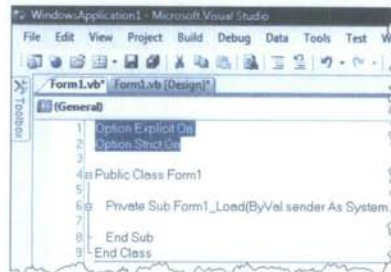 WindowsApplication1 - Microsoft Visual Studio
File Edit View Project Build Debug Data Tools Test
Form1.vb* Form1.vb [Design]*
Toolbox
(General)
1 Option Explicit On
2 Option Strict On
3
4 Public Class Form1
5
6 Private Sub Form1_Load(ByVal sender As System.
7
8 End Sub
9 End Class